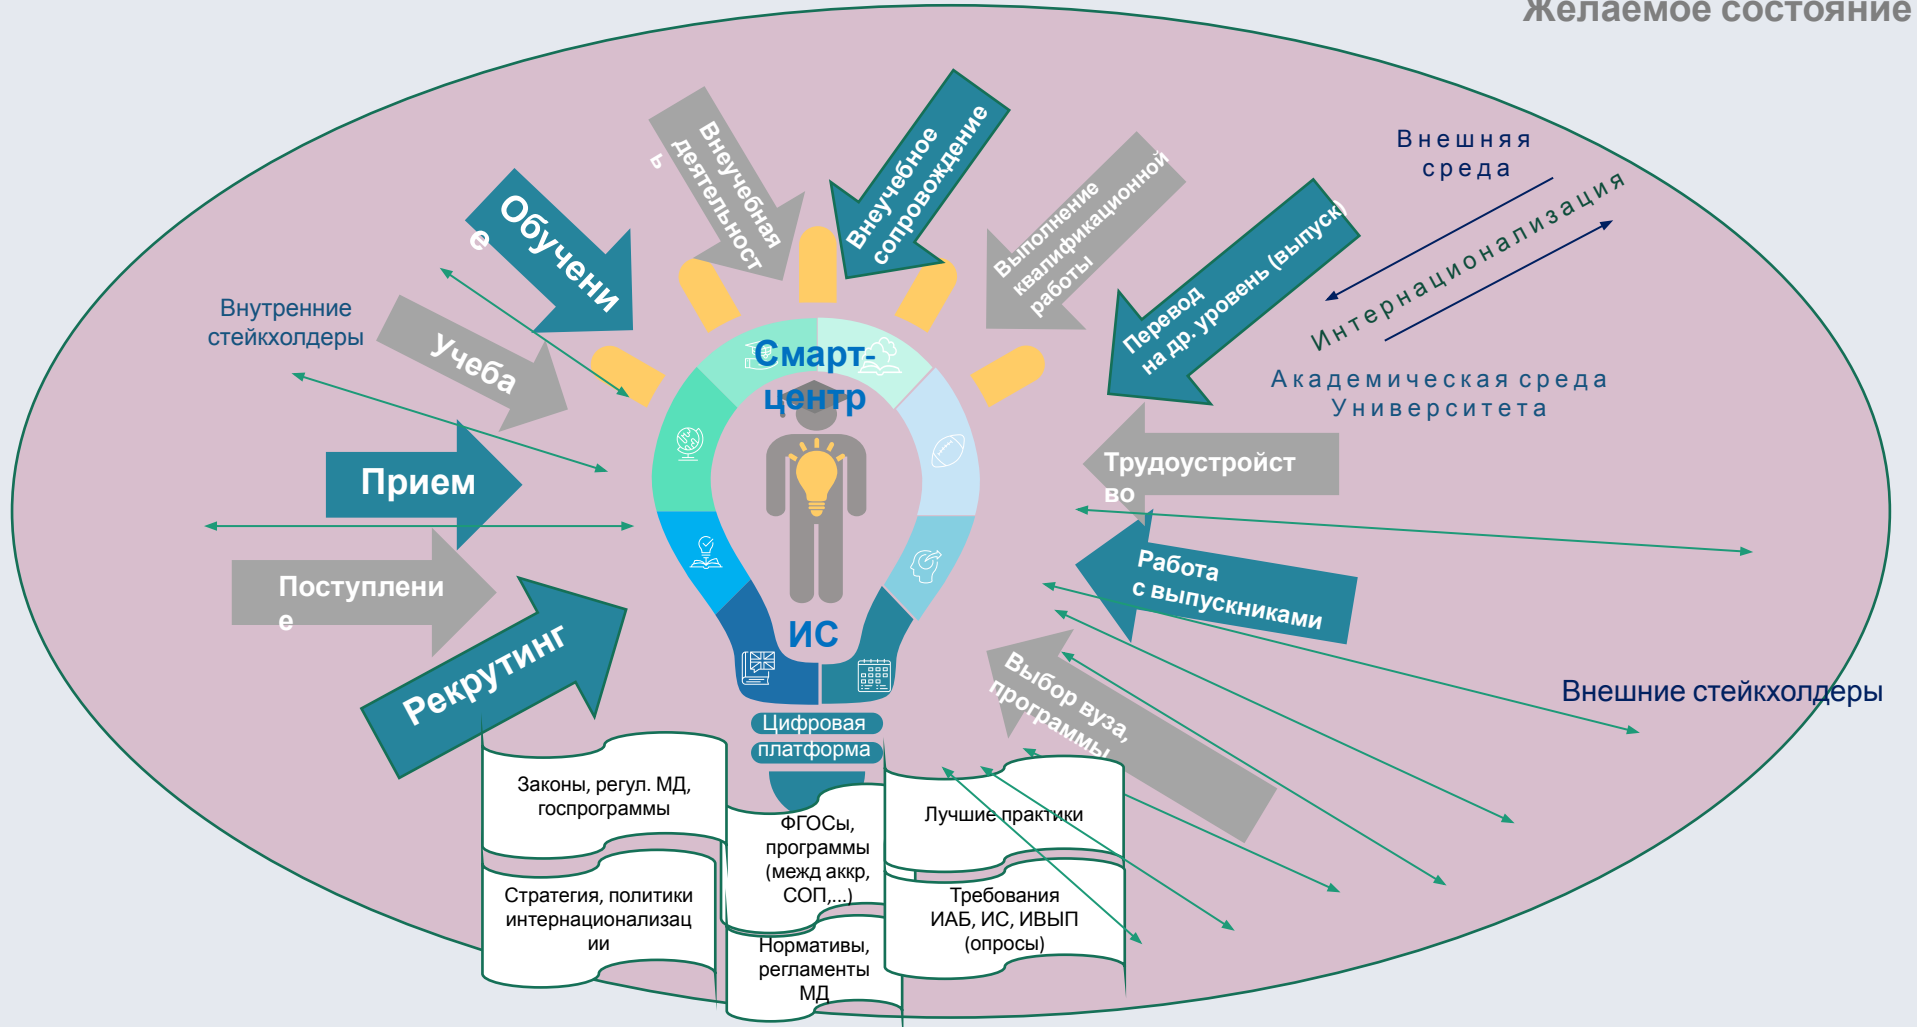 Желаемое состояние
Внешняя
среда
Интернационализация
Академическая среда
Университета
Внеучебная
деятельност
ь
Внеучебное
сопровождение
Выполнение
квалификационной
работы
Перевод
на др. уровень (выпуск)
Обучени
е
Внутренние
стейкхолдеры
Учеба
Смарт-
центр
Прием
Трудоустройст
во
Поступлени
е
Работа
с выпускниками
Рекрутинг
ИС
Выбор вуза,
программы
Внешние стейкхолдеры
Цифровая
платформа
Законы, регул. МД,
госпрограммы
ФГОСы,
программы
(межд аккр,
СОП,...)
Лучшие практики
Стратегия, политики
интернационализац
ии
Требования
ИАБ, ИС, ИВЫП
(опросы)
Нормативы,
регламенты
МД